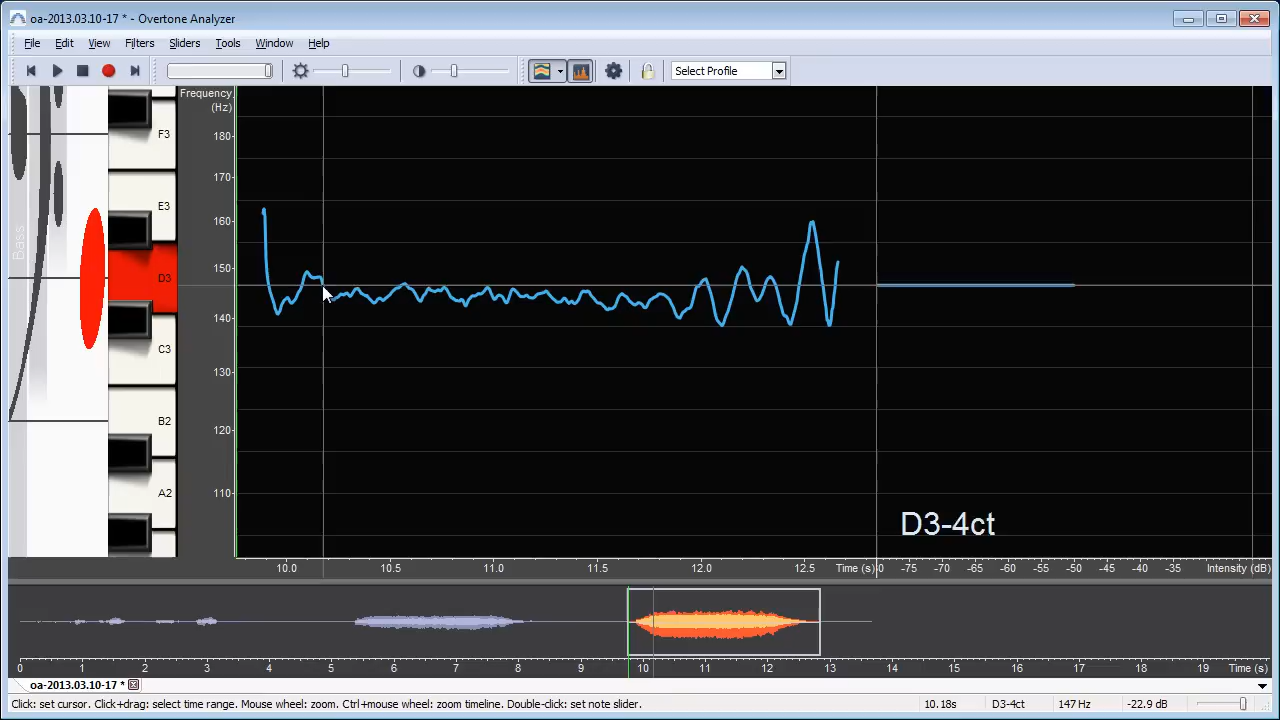 oa-2013.03.10-17 * - Overtone Analyzer
File Edit View Filters Sliders Tools Window Help
Select Profile
Frequency
(Hz)
F3
180
170
E3
160
Bass
D3
150
140
C3
130
B2
120
A2
110
D3-4ct
10.0 10.5 11.0 11.5 12.0 12.5 Time (s) -75 -70 -65 -60 -55 -50 -45 -40 -35 Intensity (dB)
0 1 2 3 4 5 6 7 8 9 10 11 12 13 14 15 16 17 18 19 Time (s)
oa-2013.03.10-17 *
Click: set cursor. Click+drag: select time range. Mouse wheel: zoom. Ctrl+mouse wheel: zoom timeline. Double-click: set note slider. 10.18s D3-4ct 147 Hz -22.9 dB